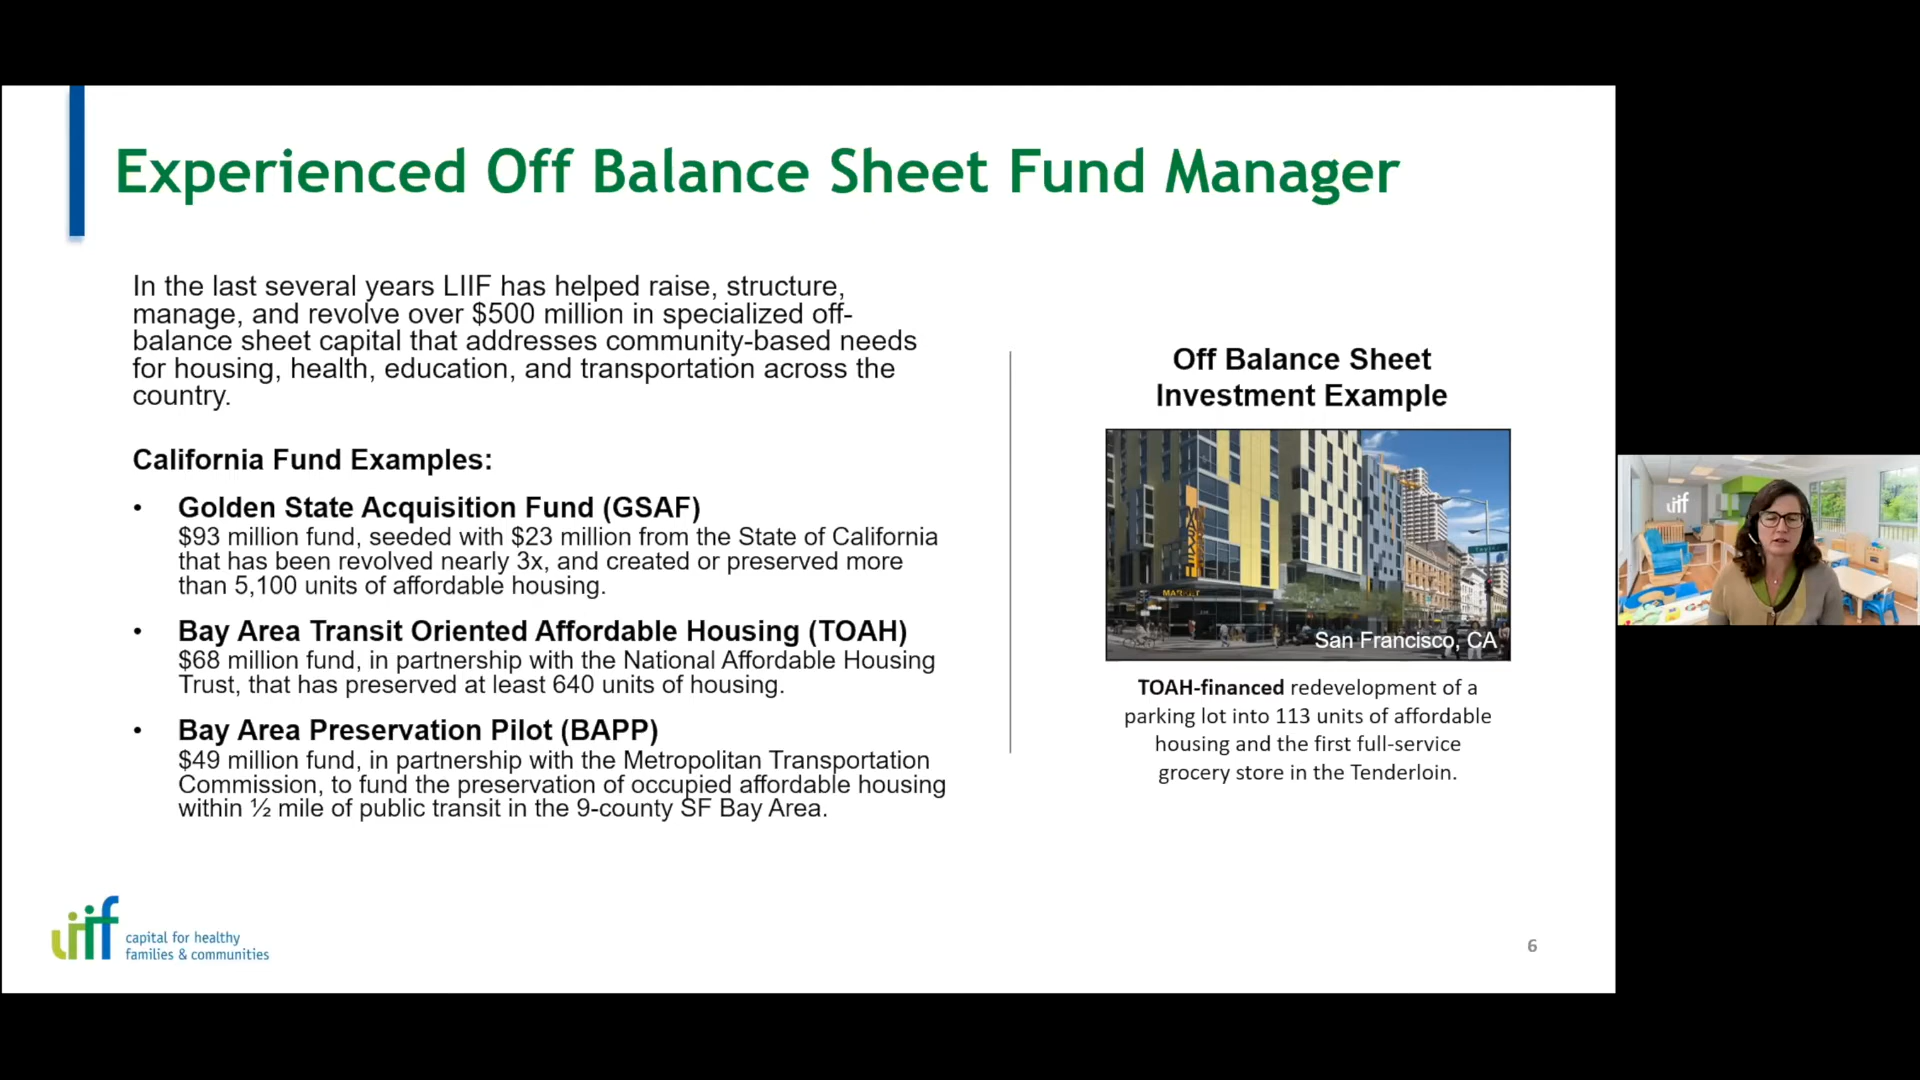 Experienced Off Balance Sheet Fund Manager
In the last several years LIIF has helped raise, structure,
manage, and revolve over $500 million in specialized off-
balance sheet capital that addresses community-based needs
for housing, health, education, and transportation across the
country.
California Fund Examples:
• Golden State Acquisition Fund (GSAF)
$93 million fund, seeded with $23 million from the State of California
that has been revolved nearly 3x, and created or preserved more
than 5,100 units of affordable housing.
• Bay Area Transit Oriented Affordable Housing (TOAH)
$68 million fund, in partnership with the National Affordable Housing
Trust, that has preserved at least 640 units of housing.
• Bay Area Preservation Pilot (BAPP)
$49 million fund, in partnership with the Metropolitan Transportation
Commission, to fund the preservation of occupied affordable housing
within ½ mile of public transit in the 9-county SF Bay Area.
Off Balance Sheet
Investment Example
MARKET
MARKET
San Francisco, CA
TOAH-financed redevelopment of a
parking lot into 113 units of affordable
housing and the first full-service
grocery store in the Tenderloin.
liif
liif
capital for healthy
families & communities
6